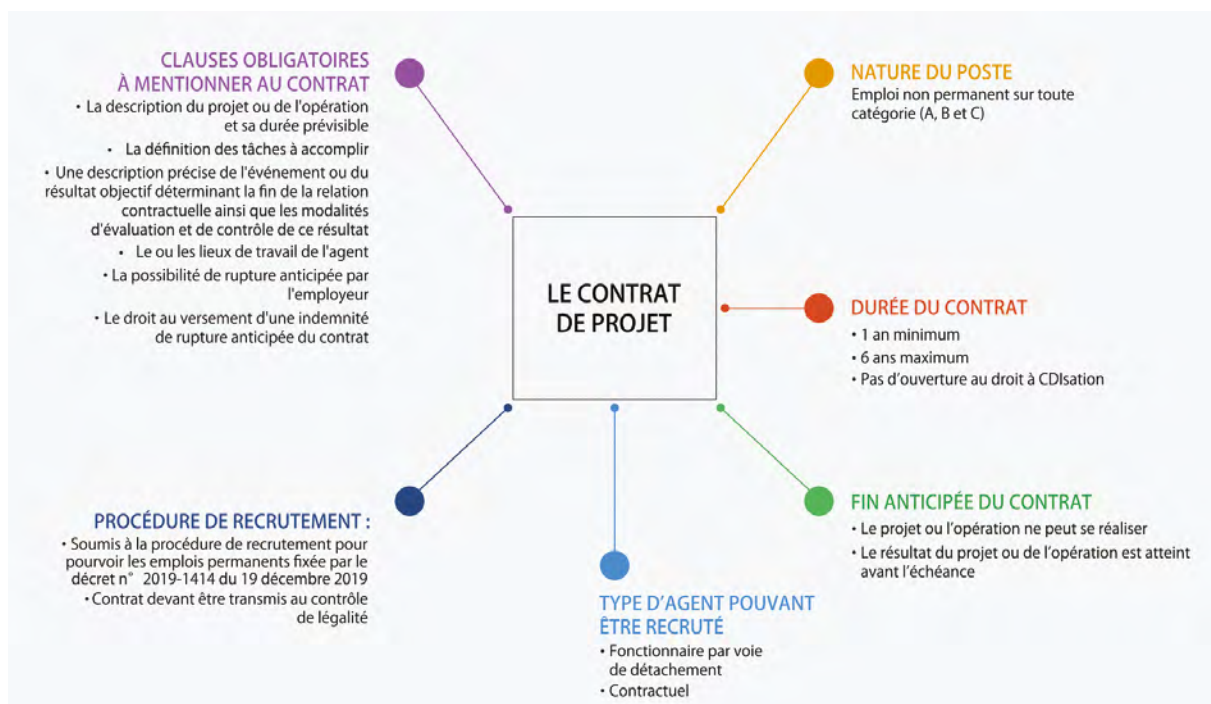 CLAUSES OBLIGATOIRES
À MENTIONNER AU CONTRAT
• La description du projet ou de l'opération
et sa durée prévisible
• La définition des tâches à accomplir
• Une description précise de l'événement ou du
résultat objectif déterminant la fin de la relation
contractuelle ainsi que les modalités
d'évaluation et de contrôle de ce résultat
• Le ou les lieux de travail de l'agent
• La possibilité de rupture anticipée par
l'employeur
• Le droit au versement d'une indemnité
de rupture anticipée du contrat
NATURE DU POSTE
Emploi non permanent sur toute
catégorie (A, B et C)
LE CONTRAT
DE PROJET
DURÉE DU CONTRAT
• 1 an minimum
• 6 ans maximum
• Pas d'ouverture au droit à CDIsation
PROCÉDURE DE RECRUTEMENT :
• Soumis à la procédure de recrutement pour
pourvoir les emplois permanents fixée par le
décret n° 2019-1414 du 19 décembre 2019
• Contrat devant être transmis au contrôle
de légalité
TYPE D'AGENT POUVANT
ÊTRE RECRUTÉ
• Fonctionnaire par voie
de détachement
• Contractuel
FIN ANTICIPÉE DU CONTRAT
• Le projet ou l'opération ne peut se réaliser
• Le résultat du projet ou de l'opération est atteint
avant l'échéance